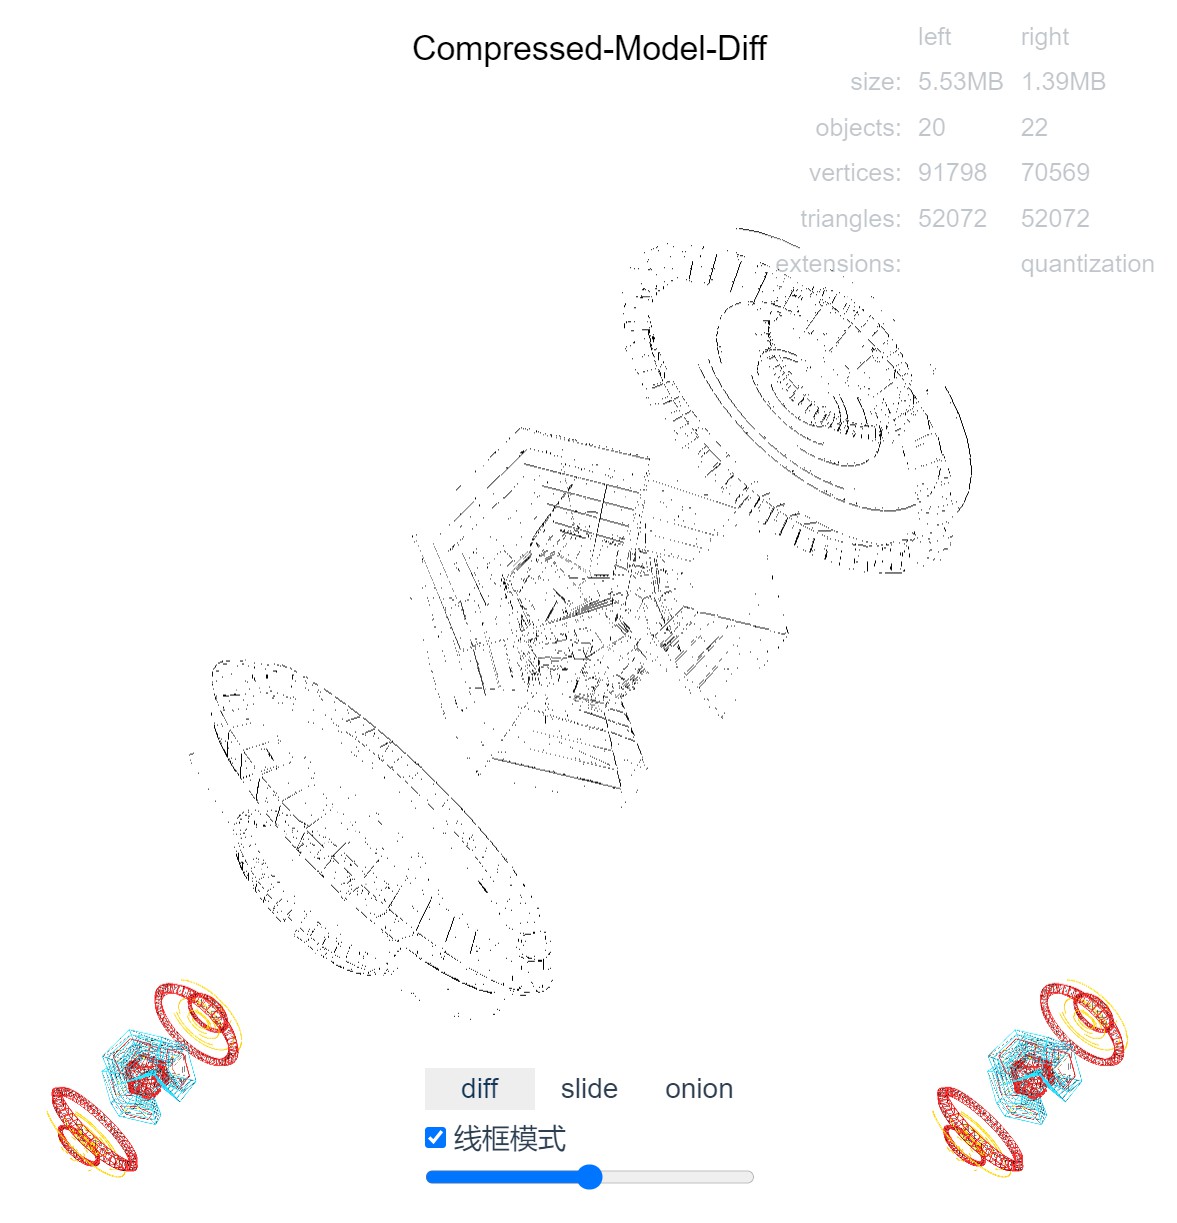 Compressed-Model-Diff
left right
size: 5.53MB 1.39MB
objects: 20 22
vertices: 91798 70569
triangles: 52072 52072
extensions: quantization
diff slide onion
线框模式